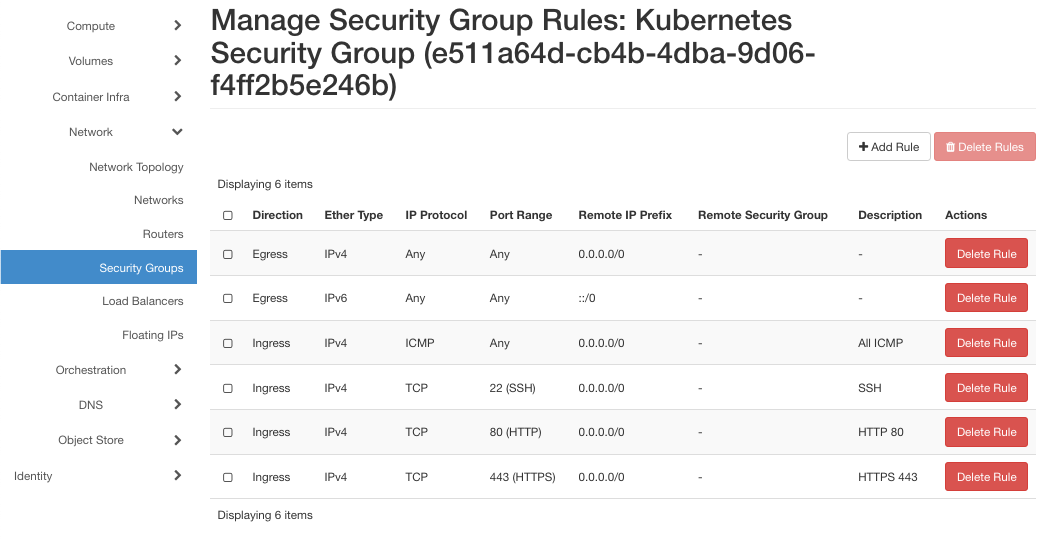 Compute
Volumes
Container Infra
Network
Network Topology
Networks
Routers
Security Groups
Load Balancers
Floating IPs
Orchestration
DNS
Object Store
Identity
Manage Security Group Rules: Kubernetes
Security Group (e511a64d-cb4b-4dba-9d06-
f4ff2b5e246b)
Add Rule Delete Rules
Displaying 6 items
Direction Ether Type IP Protocol Port Range Remote IP Prefix Remote Security Group Description Actions
Egress IPv4 Any Any 0.0.0.0/0 - - Delete Rule
Egress IPv6 Any Any ::/0 - - Delete Rule
Ingress IPv4 ICMP Any 0.0.0.0/0 - All ICMP Delete Rule
Ingress IPv4 TCP 22 (SSH) 0.0.0.0/0 - SSH Delete Rule
Ingress IPv4 TCP 80 (HTTP) 0.0.0.0/0 - HTTP 80 Delete Rule
Ingress IPv4 TCP 443 (HTTPS) 0.0.0.0/0 - HTTPS 443 Delete Rule
Displaying 6 items